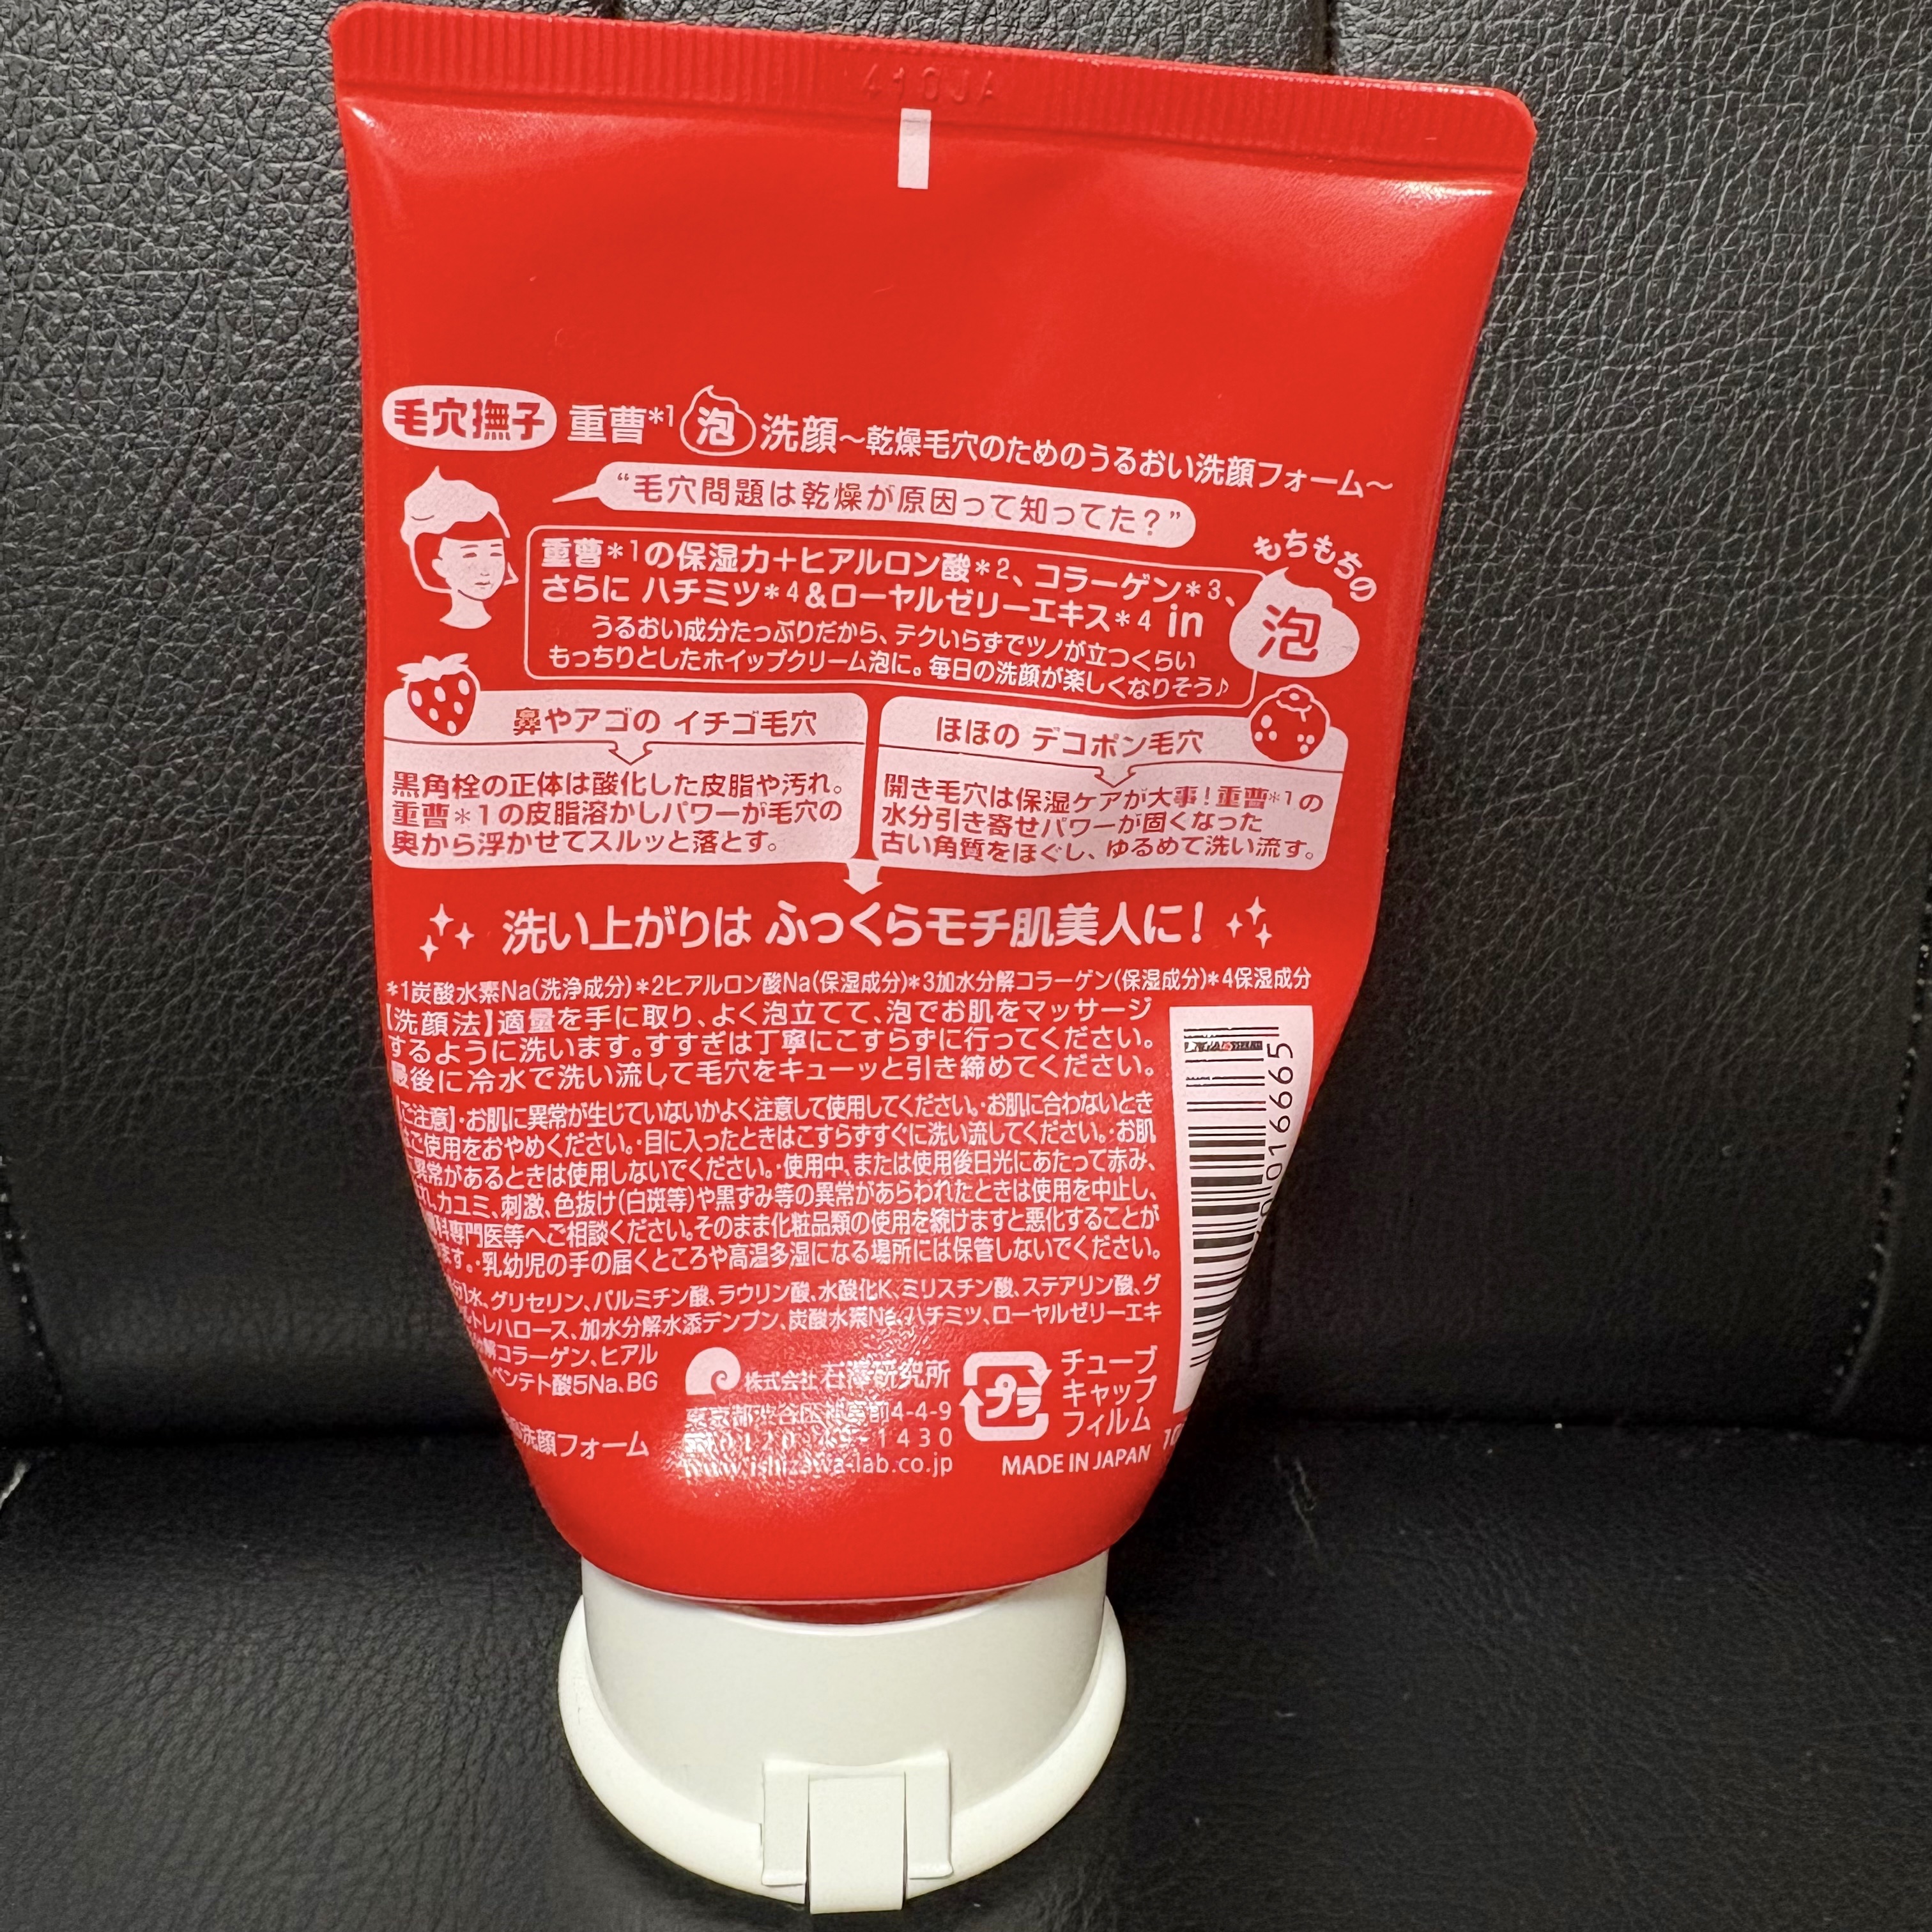 410JA
毛穴撫子 重曹*1 泡 洗顔〜乾燥毛穴のためのうるおい洗顔フォーム〜
“毛穴問題は乾燥が原因って知ってた？”
重曹*1の保湿力＋ヒアルロン酸*2、コラーゲン*3、
さらに ハチミツ*4&ローヤルゼリーエキス*4 in
うるおい成分たっぷりだから、テクいらずでツノが立つくらい
もっちりとしたホイップクリーム泡に。毎日の洗顔が楽しくなりそう♪
もちもちの
泡
鼻やアゴの イチゴ毛穴
黒角栓の正体は酸化した皮脂や汚れ。
重曹*1の皮脂溶かしパワーが毛穴の
奥から浮かせてスルッと落とす。
ほほの デコポン毛穴
開き毛穴は保湿ケアが大事！重曹*1の
水分引き寄せパワーが固くなった
古い角質をほぐし、ゆるめて洗い流す。
洗い上がりは ふっくらモチ肌美人に！
*1炭酸水素Na(洗浄成分)*2ヒアルロン酸Na(保湿成分)*3加水分解コラーゲン(保湿成分)*4保湿成分
【洗顔法】適量を手に取り、よく泡立てて、泡でお肌をマッサージ
するように洗います。すすぎは丁寧にこすらずに行ってください。
最後に冷水で洗い流して毛穴をキューッと引き締めてください。
ご注意】・お肌に異常が生じていないかよく注意して使用してください。・お肌に合わないとき
ご使用をおやめください。・目に入ったときはこすらずすぐに洗い流してください。・お肌
異常があるときは使用しないでください。・使用中、または使用後日光にあたって赤み、
カユミ、刺激、色抜け(白斑等)や黒ずみ等の異常があらわれたときは使用を中止し、
科専門医等へご相談ください。そのまま化粧品類の使用を続けますと悪化することが
ます。・乳幼児の手の届くところや高温多湿になる場所には保管しないでください。
水、グリセリン、パルミチン酸、ラウリン酸、水酸化K、ミリスチン酸、ステアリン酸、グ
トレハロース、加水分解水添デンプン、炭酸水素Na、ハチミツ、ローヤルゼリーエキ
解コラーゲン、ヒアル
ペンテト酸5Na、BG
洗顔フォーム
株式会社 石澤研究所
東京都渋谷区神宮前4-4-9
1430
ishizawa-lab.co.jp
プラ
チューブ
キャップ
フィルム
MADE IN JAPAN
016665